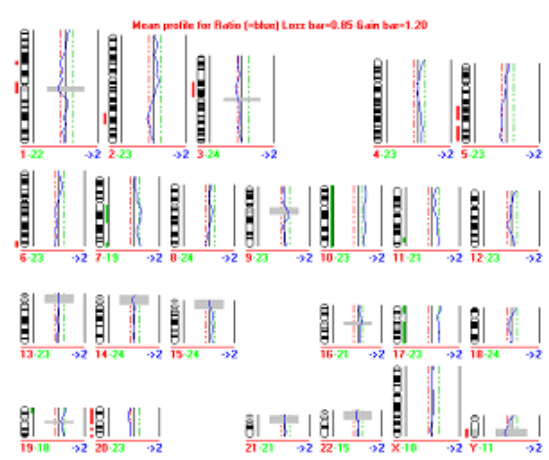 Mean profile for Ratio (=blue) Loss bar=0.85 Gain bar=1.20
1-22 ->2 2-23 ->2 3-24 ->2 4-23 ->2 5-23 ->2
6-23 ->2 7-19 ->2 8-24 ->2 9-23 ->2 10-23 ->2 11-21 ->2 12-23 ->2
13-23 ->2 14-24 ->2 15-24 ->2 16-21 ->2 17-23 ->2 18-24 ->2
19-18 ->2 20-23 ->2 21-21 ->2 22-15 ->2 X-10 ->2 Y-11 ->2